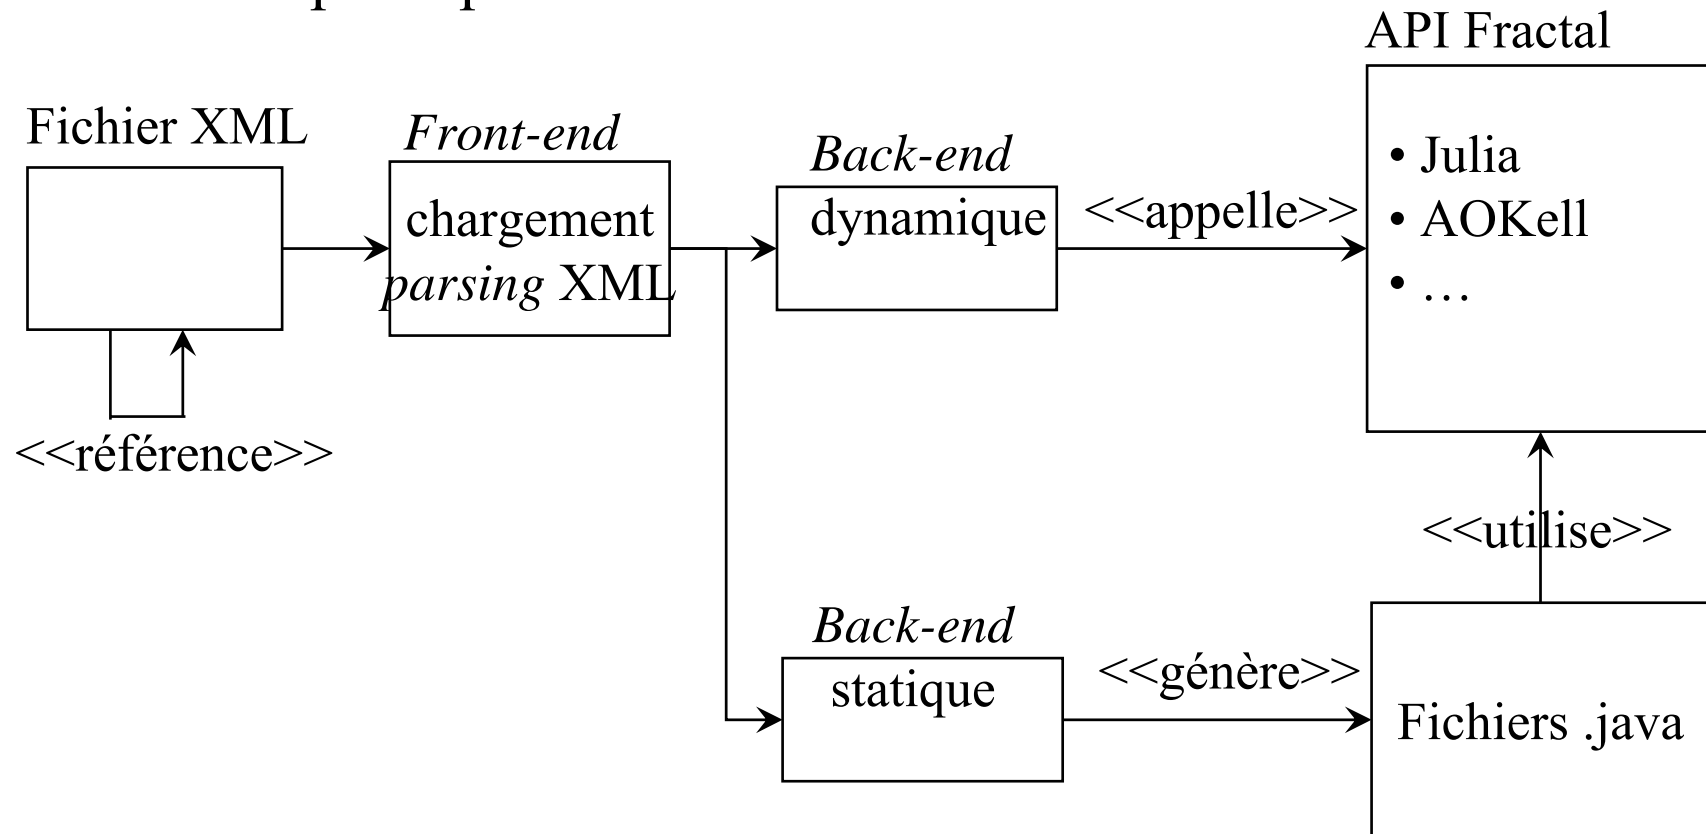 API Fractal
Fichier XML
Front-end
Back-end
• Julia
chargement
dynamique
<<appelle>>
• AOKell
parsing XML
• …
<<référence>>
<<utilise>>
Back-end
statique
<<génère>>
Fichiers .java